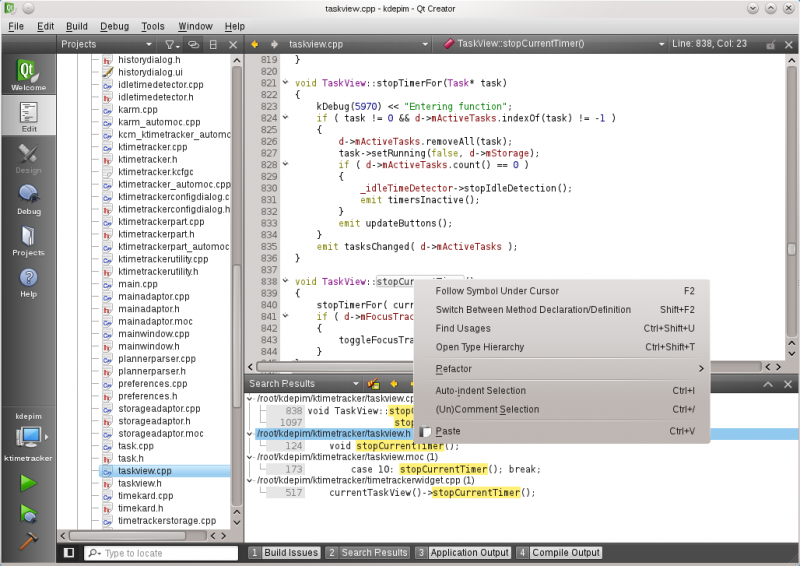 taskview.cpp - kdepim - Qt Creator
File Edit Build Debug Tools Window Help
Projects
taskview.cpp
TaskView::stopCurrentTimer()
Line: 838, Col: 23
Welcome
Edit
Design
Debug
Projects
Help
kdepim
ktimetracker
historydialog.h
historydialog.ui
idletimedetector.cpp
idletimedetector.h
karm.cpp
kcm_ktimetracker_automoc.
ktimetracker.cpp
ktimetracker.h
ktimetracker.kcfgc
ktimetracker_automoc.cpp
ktimetrackerconfigdialog.cpp
ktimetrackerconfigdialog.h
ktimetrackerpart.cpp
ktimetrackerpart.h
ktimetrackerpart_automoc
ktimetrackerutility.cpp
ktimetrackerutility.h
main.cpp
mainadaptor.cpp
mainadaptor.h
mainadaptor.moc
mainwindow.cpp
mainwindow.h
plannerparser.cpp
plannerparser.h
preferences.cpp
preferences.h
storageadaptor.cpp
storageadaptor.h
storageadaptor.moc
task.cpp
task.h
taskview.cpp
taskview.h
timekard.cpp
timekard.h
timetrackerstorage.cpp
819 }
820
821 void TaskView::stopTimerFor(Task* task)
822 {
823 kDebug(5970) << "Entering function";
824 if ( task != 0 && d->mActiveTasks.indexOf(task) != -1 )
825 {
826 d->mActiveTasks.removeAll(task);
827 task->setRunning(false, d->mStorage);
828 if ( d->mActiveTasks.count() == 0 )
829 {
830 _idleTimeDetector->stopIdleDetection();
831 emit timersInactive();
832 }
833 emit updateButtons();
834 }
835 emit tasksChanged( d->mActiveTasks );
836 }
837
838 void TaskView::stopCurrentTimer()
839 {
840 stopTimerFor( curr
841 if ( d->mFocusTrac
842 {
843 toggleFocusTra
844 }
Follow Symbol Under Cursor F2
Switch Between Method Declaration/Definition Shift+F2
Find Usages Ctrl+Shift+U
Open Type Hierarchy Ctrl+Shift+T
Refactor
Auto-indent Selection Ctrl+I
(Un)Comment Selection Ctrl+/
Paste Ctrl+V
Search Results
/root/kdepim/ktimetracker/taskview.cp
838 void TaskView::stopC
1097 stop
/root/kdepim/ktimetracker/taskview.h
124 void stopCurrentTimer();
/root/kdepim/ktimetracker/taskview.moc (1)
173 case 10: stopCurrentTimer(); break;
/root/kdepim/ktimetracker/timetrackerwidget.cpp (1)
517 currentTaskView()->stopCurrentTimer();
Type to locate
1 Build Issues
2 Search Results
3 Application Output
4 Compile Output